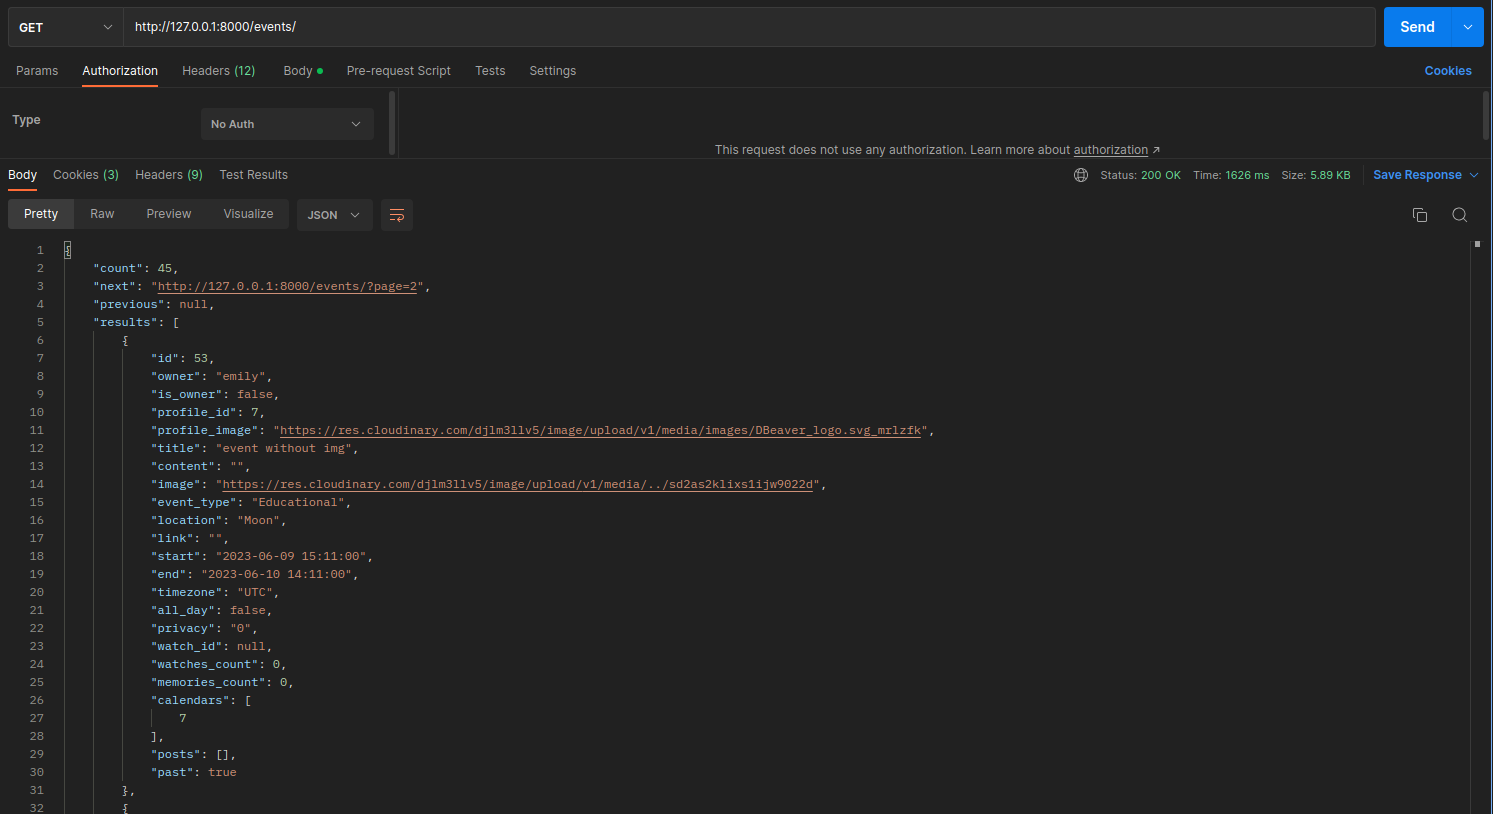 GET http://127.0.0.1:8000/events/ Send
Params Authorization Headers (12) Body Pre-request Script Tests Settings Cookies
Type No Auth
This request does not use any authorization. Learn more about authorization ↗
Body Cookies (3) Headers (9) Test Results Status: 200 OK Time: 1626 ms Size: 5.89 KB Save Response
Pretty Raw Preview Visualize JSON
1 {
2 "count": 45,
3 "next": "http://127.0.0.1:8000/events/?page=2",
4 "previous": null,
5 "results": [
6 {
7 "id": 53,
8 "owner": "emily",
9 "is_owner": false,
10 "profile_id": 7,
11 "profile_image": "https://res.cloudinary.com/djlm3llv5/image/upload/v1/media/images/DBeaver_logo.svg_mrlzfk",
12 "title": "event without img",
13 "content": "",
14 "image": "https://res.cloudinary.com/djlm3llv5/image/upload/v1/media/../sd2as2klixs1ijw9022d",
15 "event_type": "Educational",
16 "location": "Moon",
17 "link": "",
18 "start": "2023-06-09 15:11:00",
19 "end": "2023-06-10 14:11:00",
20 "timezone": "UTC",
21 "all_day": false,
22 "privacy": "0",
23 "watch_id": null,
24 "watches_count": 0,
25 "memories_count": 0,
26 "calendars": [
27 7
28 ],
29 "posts": [],
30 "past": true
31 },
32 {